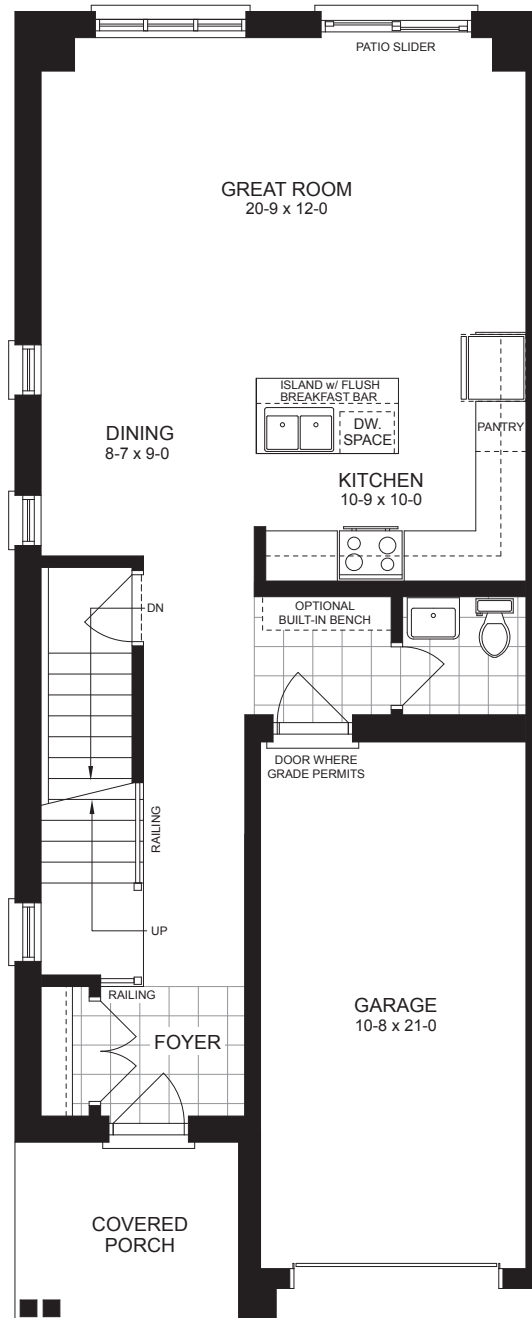 PATIO SLIDER
GREAT ROOM
20-9 x 12-0
ISLAND w/ FLUSH
BREAKFAST BAR
DW.
SPACE
PANTRY
DINING
8-7 x 9-0
KITCHEN
10-9 x 10-0
DN
OPTIONAL
BUILT-IN BENCH
DOOR WHERE
GRADE PERMITS
RAILING
UP
RAILING
FOYER
GARAGE
10-8 x 21-0
COVERED
PORCH